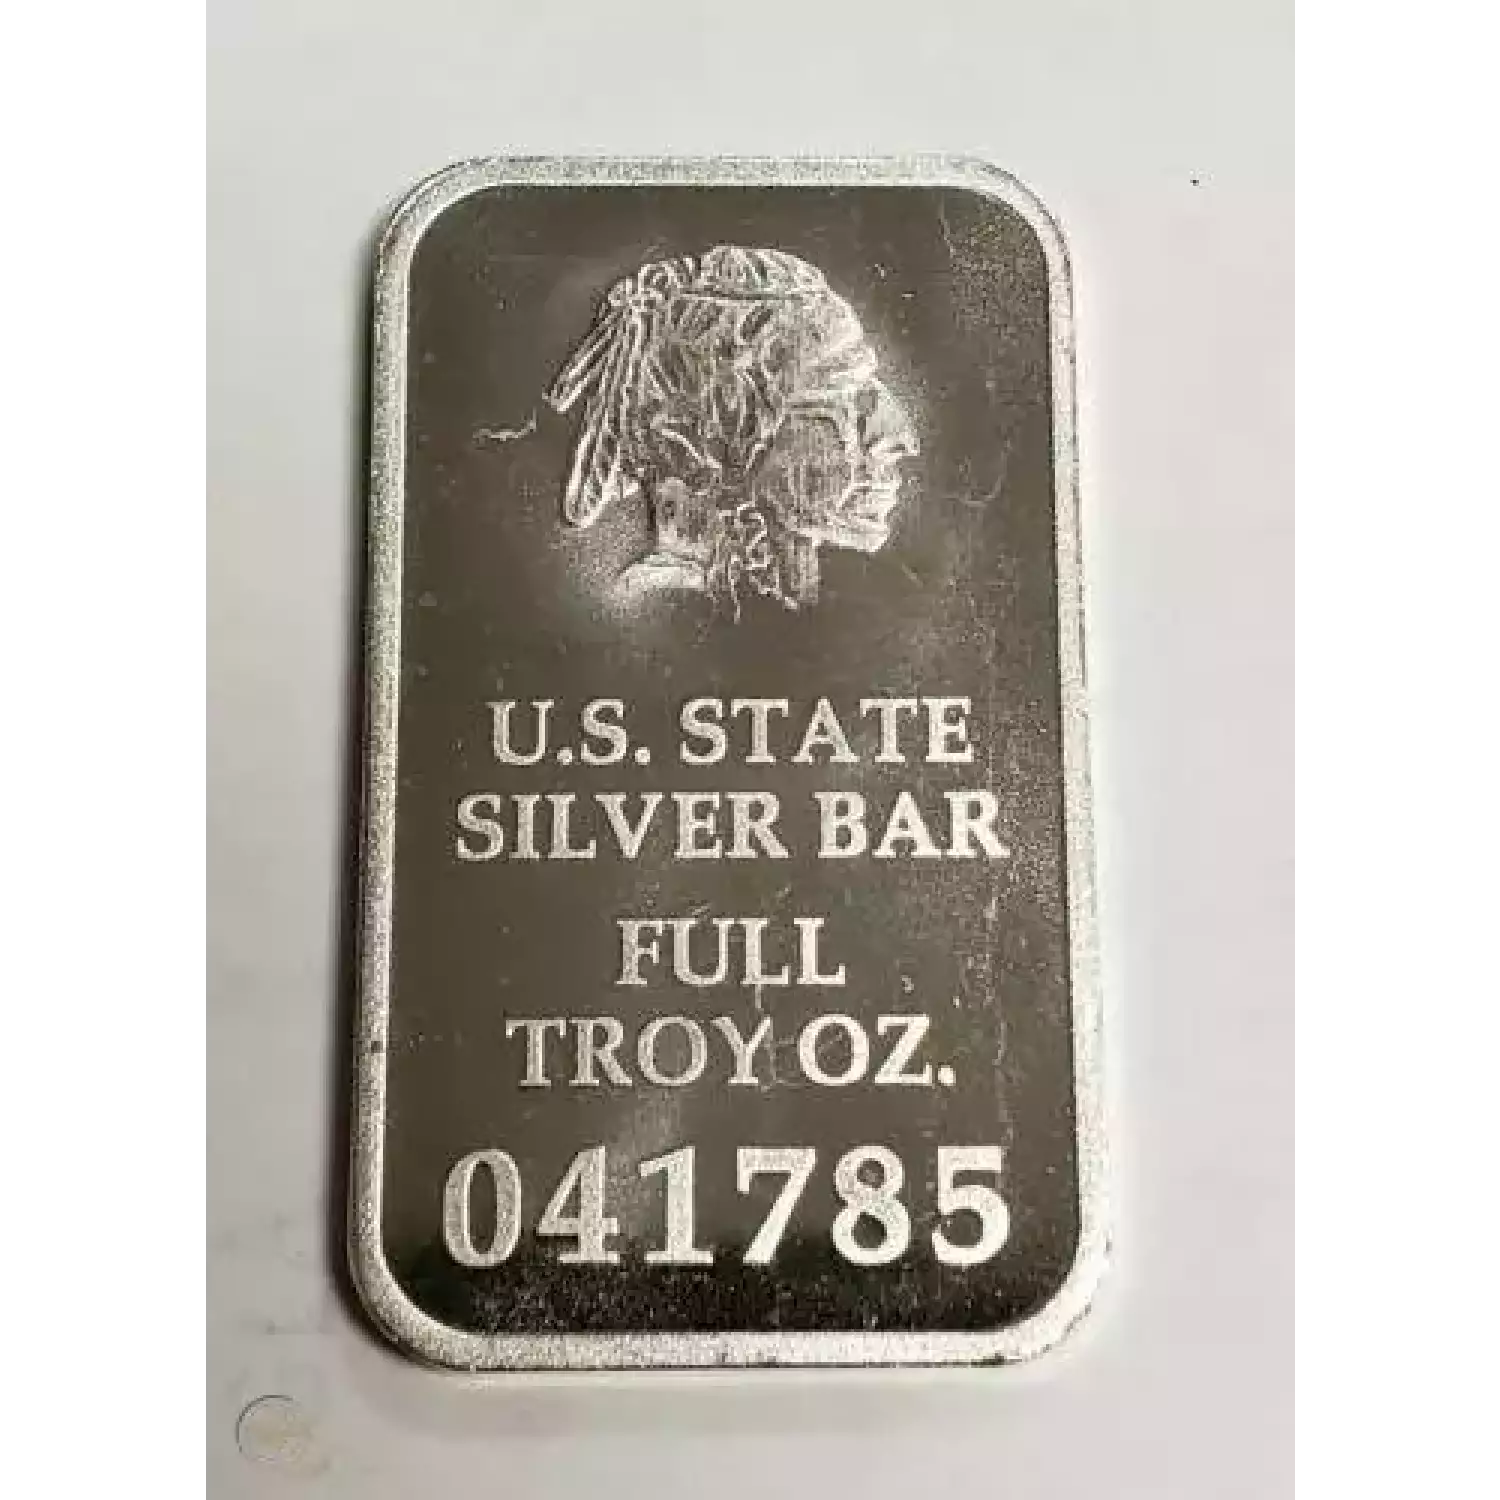 U.S. STATE
SILVER BAR
FULL
TROY OZ.
041785